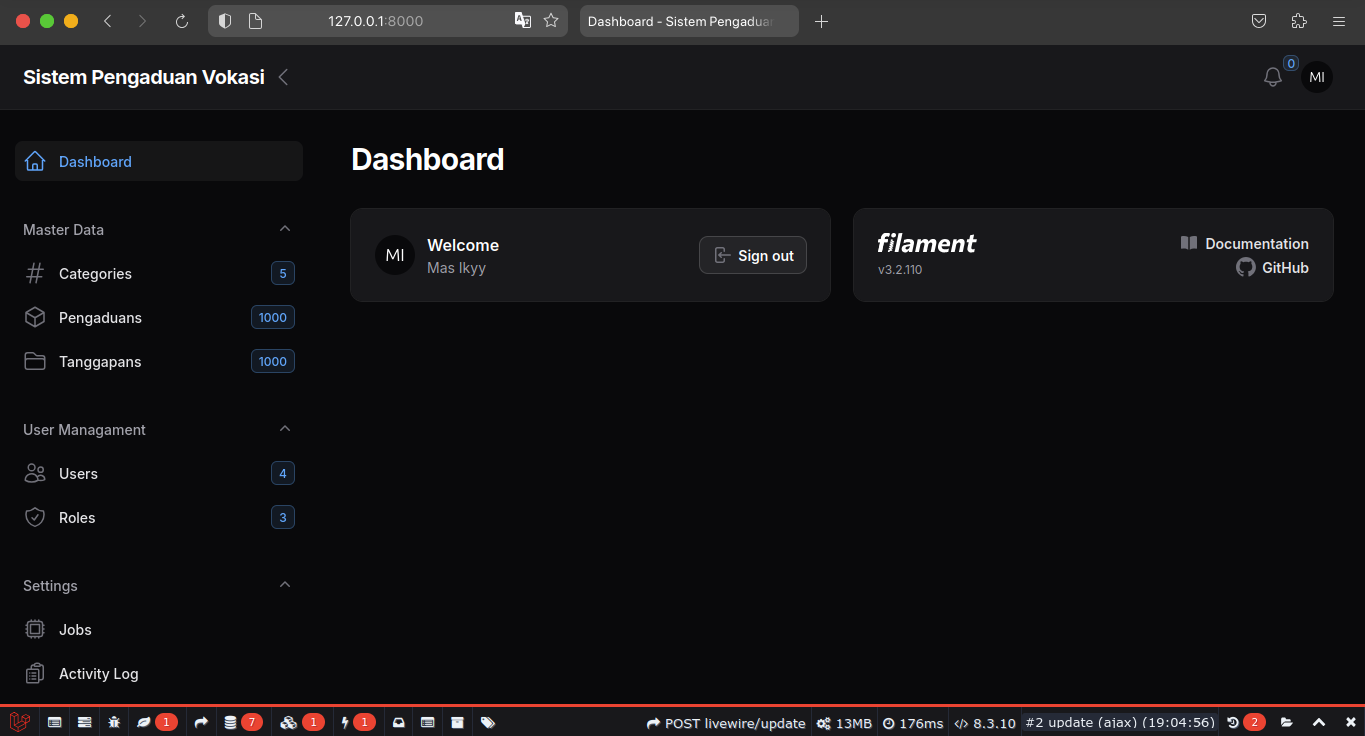 127.0.0.1:8000
Dashboard - Sistem Pengadua
Sistem Pengaduan Vokasi
0
MI
Dashboard
Master Data
Categories 5
Pengaduans 1000
Tanggapans 1000
User Managament
Users 4
Roles 3
Settings
Jobs
Activity Log
Dashboard
MI
Welcome
Mas Ikyy
Sign out
filament
v3.2.110
Documentation
GitHub
1 7 1 1 POST livewire/update 13MB 176ms 8.3.10 #2 update (ajax) (19:04:56) 2